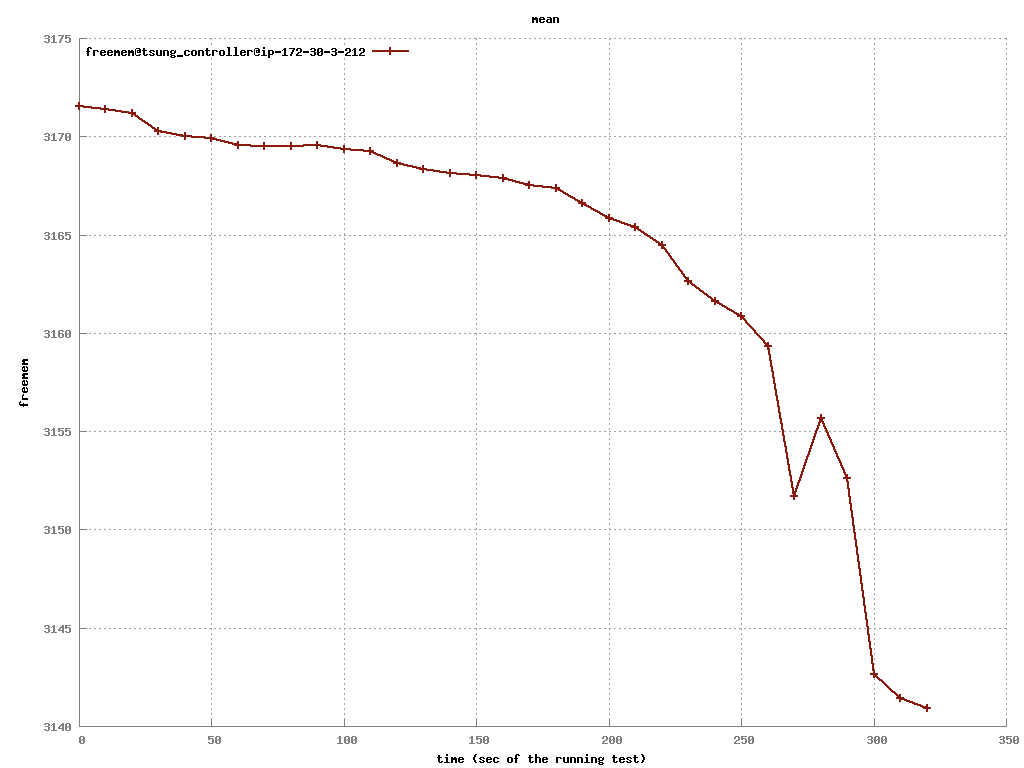 mean
freemem@tsung_controller@ip-172-30-3-212
3175
3170
3165
3160
3155
3150
3145
3140
freemem
0 50 100 150 200 250 300 350
time (sec of the running test)